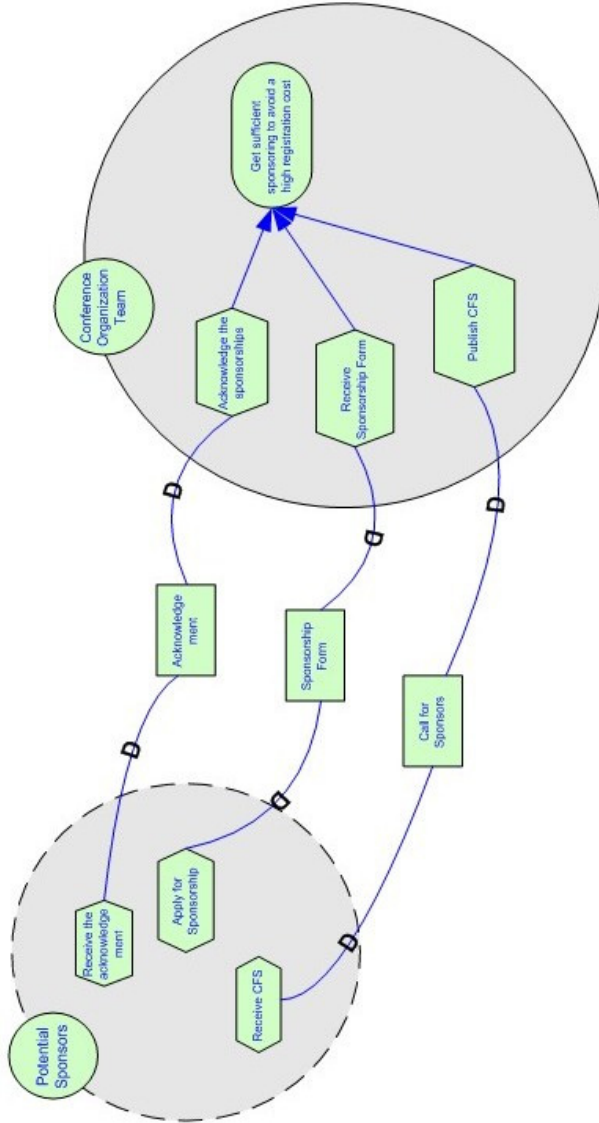 Potential
Sponsors
Receive the
acknowledge
ment
Apply for
Sponsorship
Receive CFS
D
D
D
Acknowledge
ment
Sponsorship
Form
Call for
Sponsors
D
D
D
Conference
Organization
Team
Acknowledge the
sponsorships
Receive
Sponsorship Form
Publish CFS
Get sufficient
sponsoring to avoid a
high registration cost